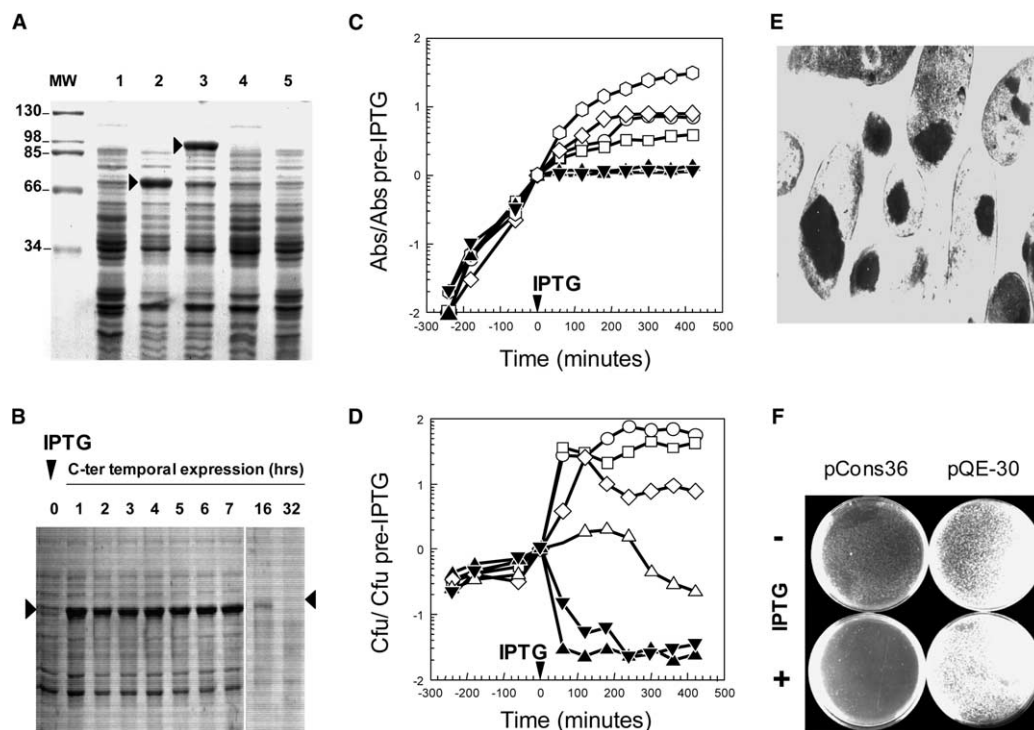 A
MW 1 2 3 4 5
130
98
85
66
34
B
IPTG
C-ter temporal expression (hrs)
0 1 2 3 4 5 6 7 16 32
C
Abs/Abs pre-IPTG
2
1
0
-1
-2
IPTG
-300 -200 -100 0 100 200 300 400 500
Time (minutes)
D
Cfu/ Cfu pre-IPTG
2
1
0
-1
-2
IPTG
-300 -200 -100 0 100 200 300 400 500
Time (minutes)
E
F
pCons36 pQE-30
-
IPTG
+